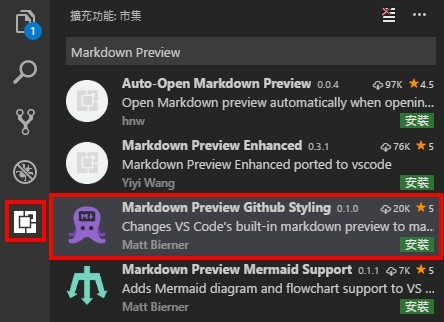 擴充功能: 市集
1
Markdown Preview
Auto-Open Markdown Preview 0.0.4 97K ★4.5
Open Markdown preview automatically when openin...
hnw
安裝
Markdown Preview Enhanced 0.3.1 76K ★5
Markdown Preview Enhanced ported to vscode
Yiyi Wang
安裝
Markdown Preview Github Styling 0.1.0 20K ★5
Changes VS Code's built-in markdown preview to ma...
Matt Bierner
安裝
Markdown Preview Mermaid Support 0.1.1 7K ★5
Adds Mermaid diagram and flowchart support to VS ...
Matt Bierner
安裝